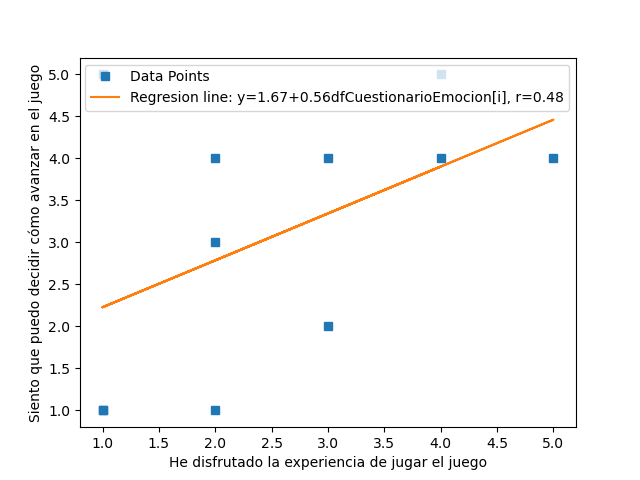 Data Points
Regresion line: y=1.67+0.56dfCuestionarioEmocion[i], r=0.48
5.0
4.5
4.0
3.5
3.0
2.5
2.0
1.5
1.0
Siento que puedo decidir cómo avanzar en el juego
1.0 1.5 2.0 2.5 3.0 3.5 4.0 4.5 5.0
He disfrutado la experiencia de jugar el juego